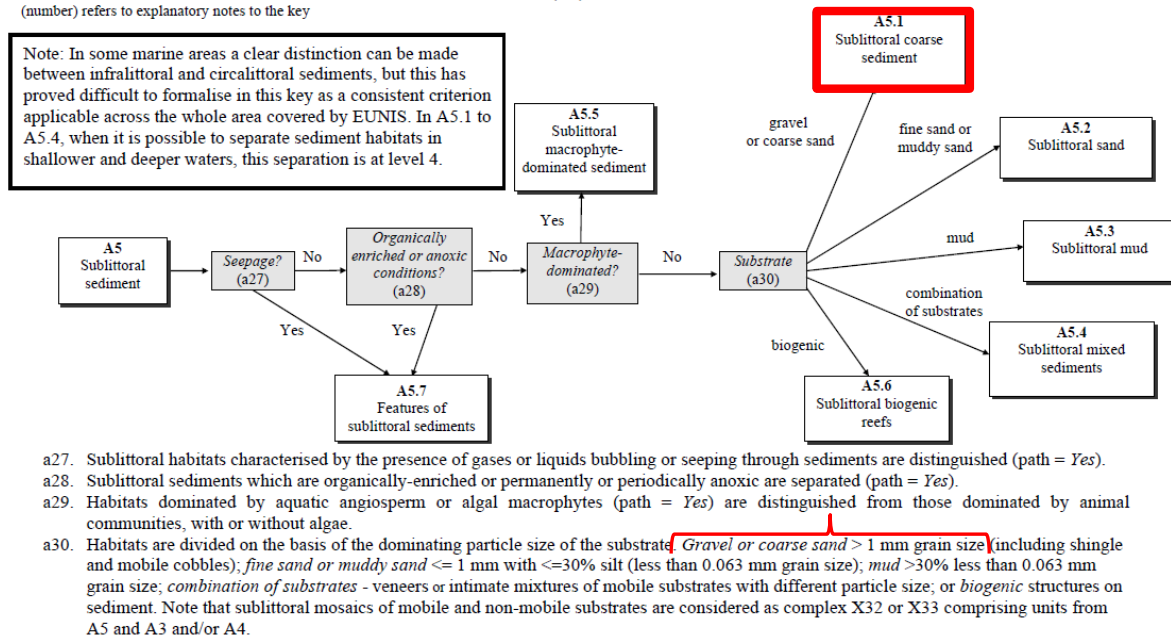 (number) refers to explanatory notes to the key
Note: In some marine areas a clear distinction can be made
between infralittoral and circalittoral sediments, but this has
proved difficult to formalise in this key as a consistent criterion
applicable across the whole area covered by EUNIS. In A5.1 to
A5.4, when it is possible to separate sediment habitats in
shallower and deeper waters, this separation is at level 4.
A5.1
Sublittoral coarse
sediment
A5.5
Sublittoral
macrophyte-
dominated sediment
gravel
or coarse sand
fine sand or
muddy sand
A5.2
Sublittoral sand
Yes
A5
Sublittoral
sediment
Seepage?
(a27)
No
Organically
enriched or anoxic
conditions?
(a28)
No
Macrophyte-
dominated?
(a29)
No
Substrate
(a30)
mud
A5.3
Sublittoral mud
combination
of substrates
A5.4
Sublittoral mixed
sediments
Yes
Yes
biogenic
A5.7
Features of
sublittoral sediments
A5.6
Sublittoral biogenic
reefs
a27. Sublittoral habitats characterised by the presence of gases or liquids bubbling or seeping through sediments are distinguished (path = Yes).
a28. Sublittoral sediments which are organically-enriched or permanently or periodically anoxic are separated (path = Yes).
a29. Habitats dominated by aquatic angiosperm or algal macrophytes (path = Yes) are distinguished from those dominated by animal
communities, with or without algae.
a30. Habitats are divided on the basis of the dominating particle size of the substrate. Gravel or coarse sand > 1 mm grain size (including shingle
and mobile cobbles); fine sand or muddy sand <= 1 mm with <=30% silt (less than 0.063 mm grain size); mud >30% less than 0.063 mm
grain size; combination of substrates - veneers or intimate mixtures of mobile substrates with different particle size; or biogenic structures on
sediment. Note that sublittoral mosaics of mobile and non-mobile substrates are considered as complex X32 or X33 comprising units from
A5 and A3 and/or A4.